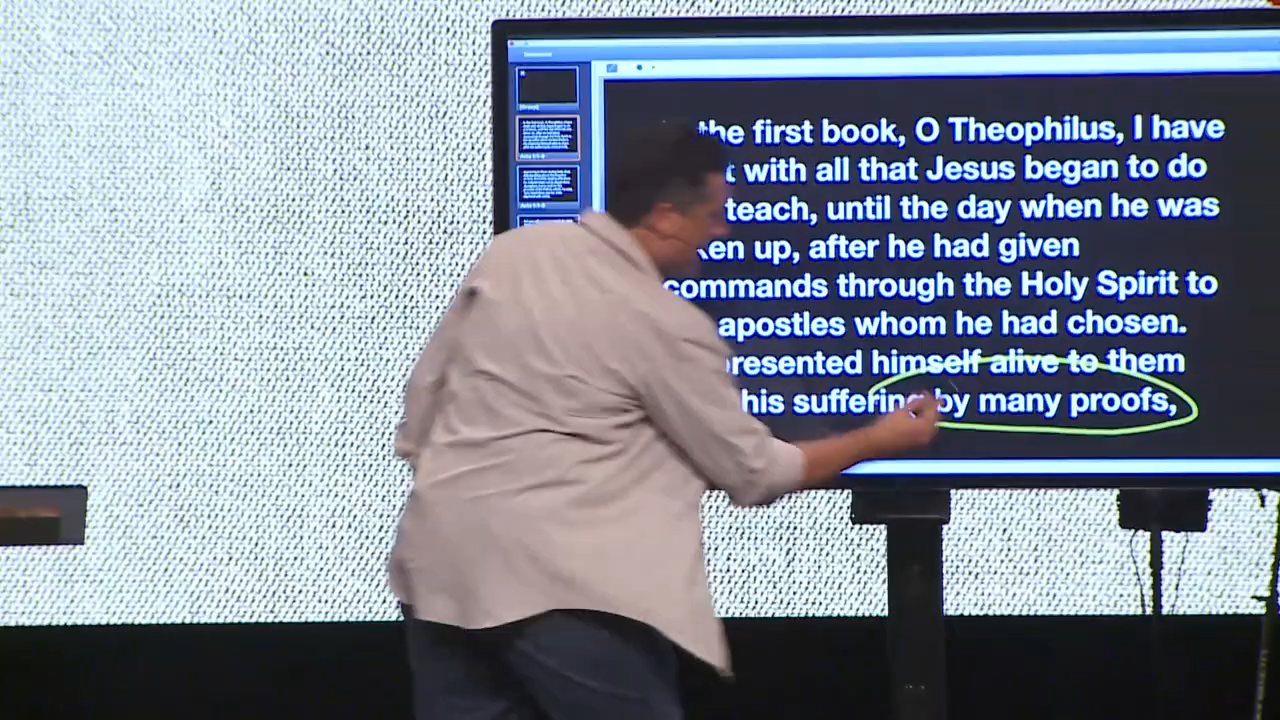 the first book, O Theophilus, I have
with all that Jesus began to do
teach, until the day when he was
en up, after he had given
commands through the Holy Spirit to
apostles whom he had chosen.
presented himself alive to them
his suffering by many proofs,